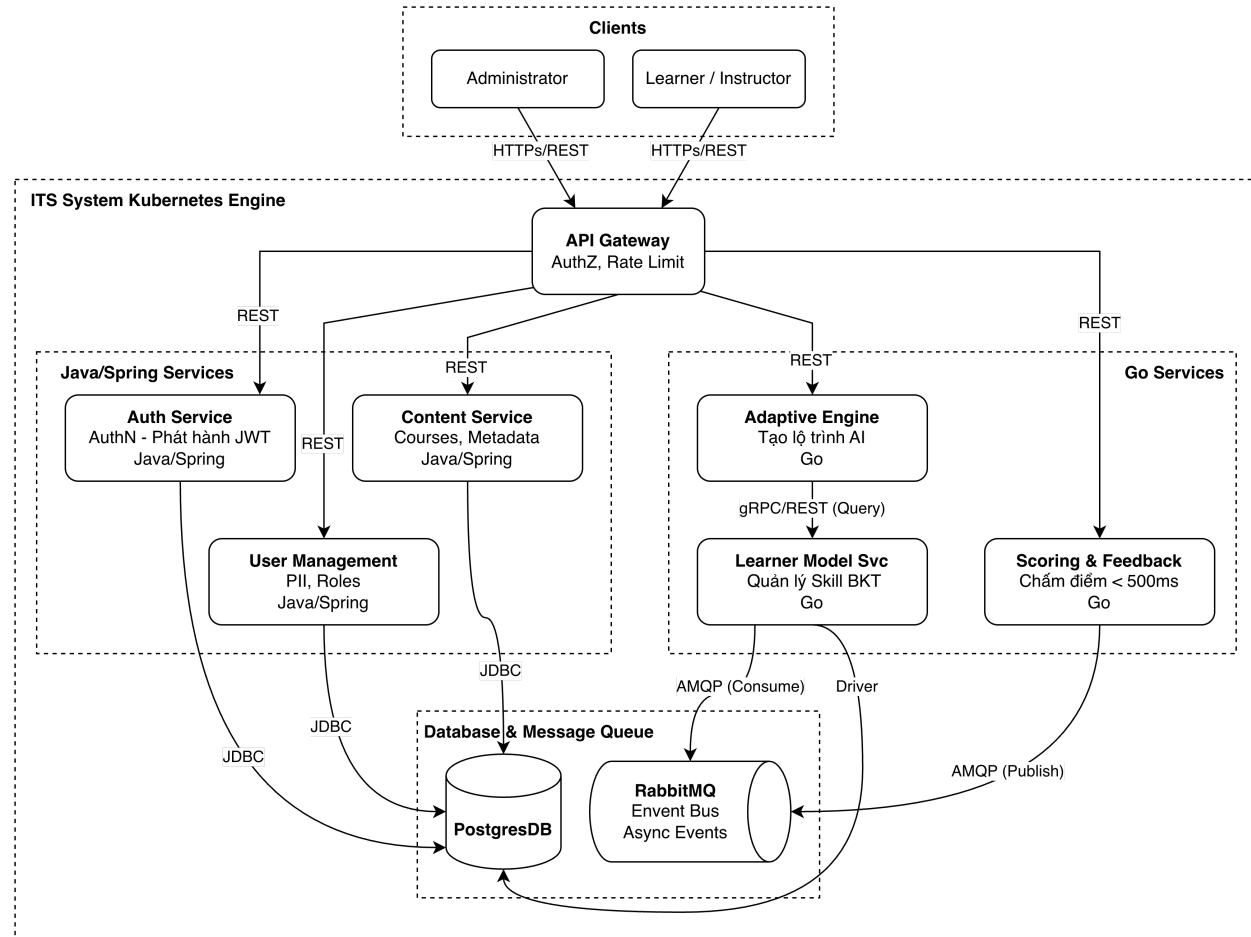 Clients
Administrator
Learner / Instructor
HTTPs/REST
HTTPs/REST
ITS System Kubernetes Engine
API Gateway
AuthZ, Rate Limit
REST
REST
REST
REST
REST
Java/Spring Services
Go Services
Auth Service
AuthN - Phát hành JWT
Java/Spring
Content Service
Courses, Metadata
Java/Spring
Adaptive Engine
Tạo lộ trình AI
Go
gRPC/REST (Query)
User Management
PII, Roles
Java/Spring
Learner Model Svc
Quản lý Skill BKT
Go
Scoring & Feedback
Chấm điểm < 500ms
Go
JDBC
AMQP (Consume)
Driver
JDBC
JDBC
AMQP (Publish)
Database & Message Queue
PostgresDB
RabbitMQ
Envent Bus
Async Events